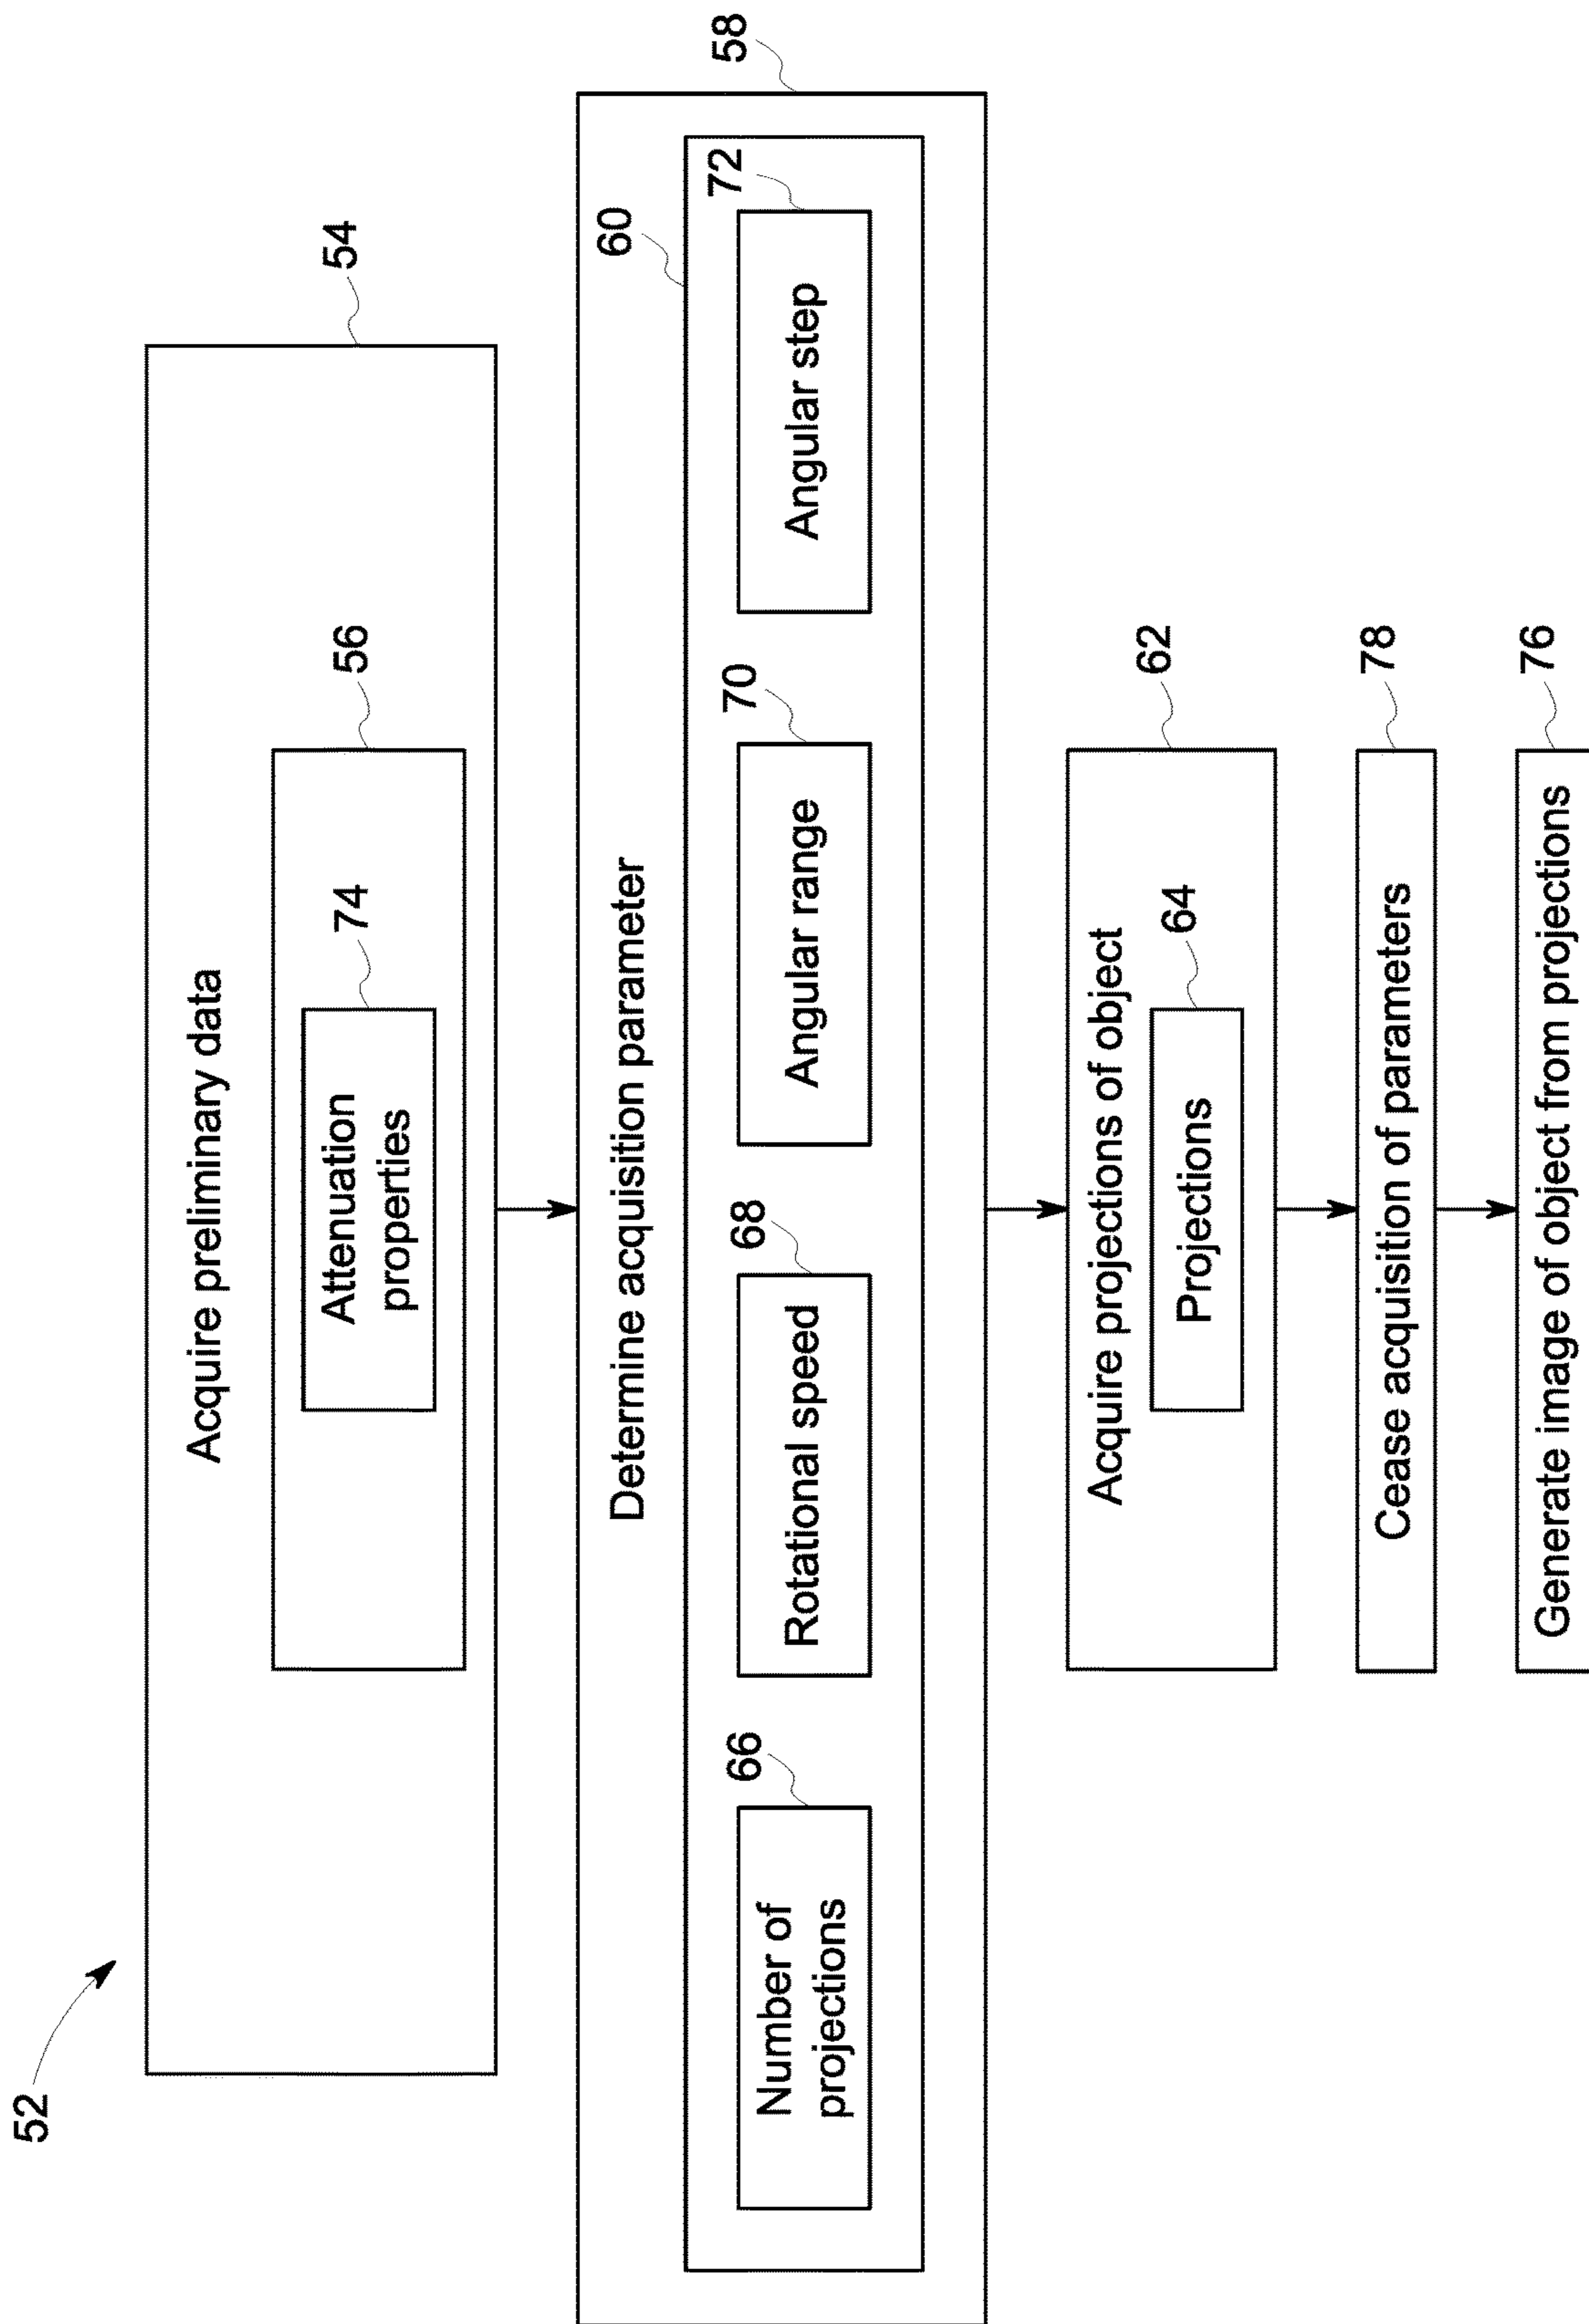 52
54
Acquire preliminary data
56
74
Attenuation
properties
58
Determine acquisition parameter
60
66
Number of
projections
68
Rotational speed
70
Angular range
72
Angular step
62
Acquire projections of object
64
Projections
78
Cease acquisition of parameters
76
Generate image of object from projections